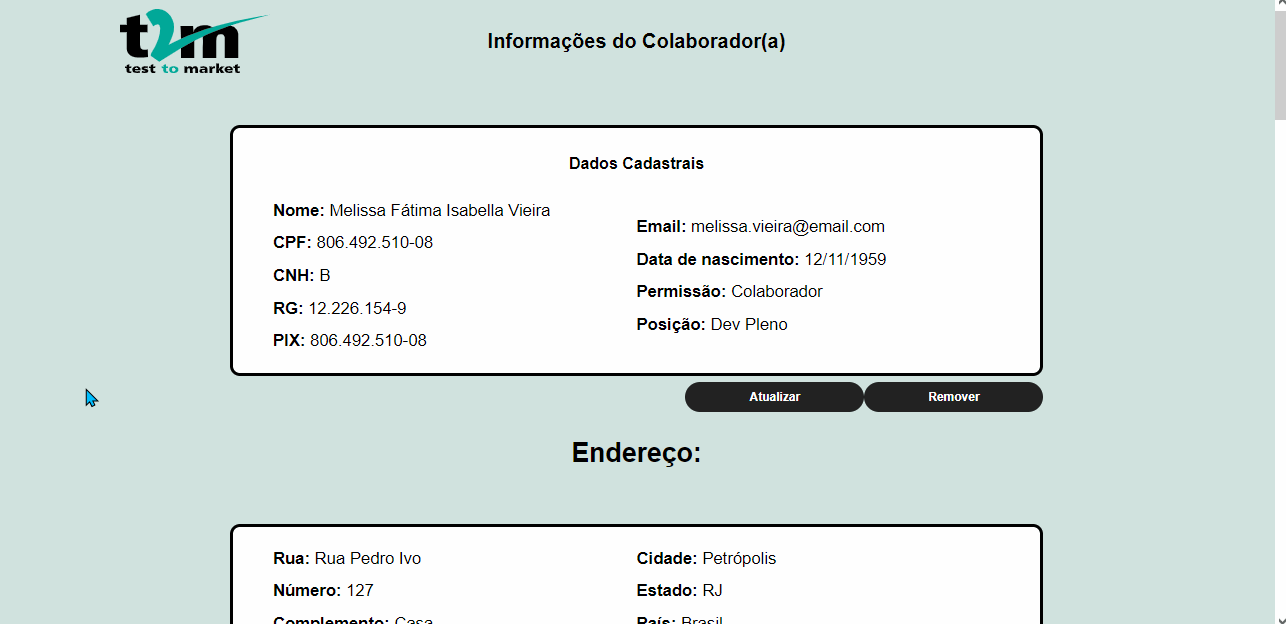 t2m
test to market
Informações do Colaborador(a)
Dados Cadastrais
Nome: Melissa Fátima Isabella Vieira
CPF: 806.492.510-08
CNH: B
RG: 12.226.154-9
PIX: 806.492.510-08
Email: melissa.vieira@email.com
Data de nascimento: 12/11/1959
Permissão: Colaborador
Posição: Dev Pleno
Atualizar
Remover
Endereço:
Rua: Rua Pedro Ivo
Número: 127
Complemento: Casa
Cidade: Petrópolis
Estado: RJ
País: Brasil